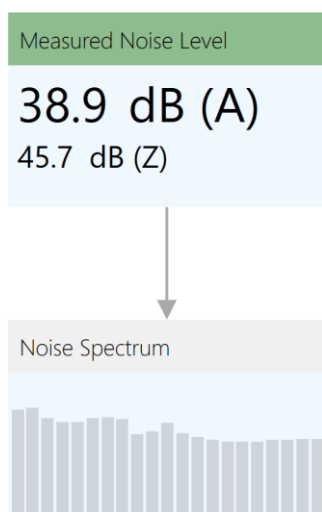 Measured Noise Level
38.9 dB (A)
45.7 dB (Z)
Noise Spectrum